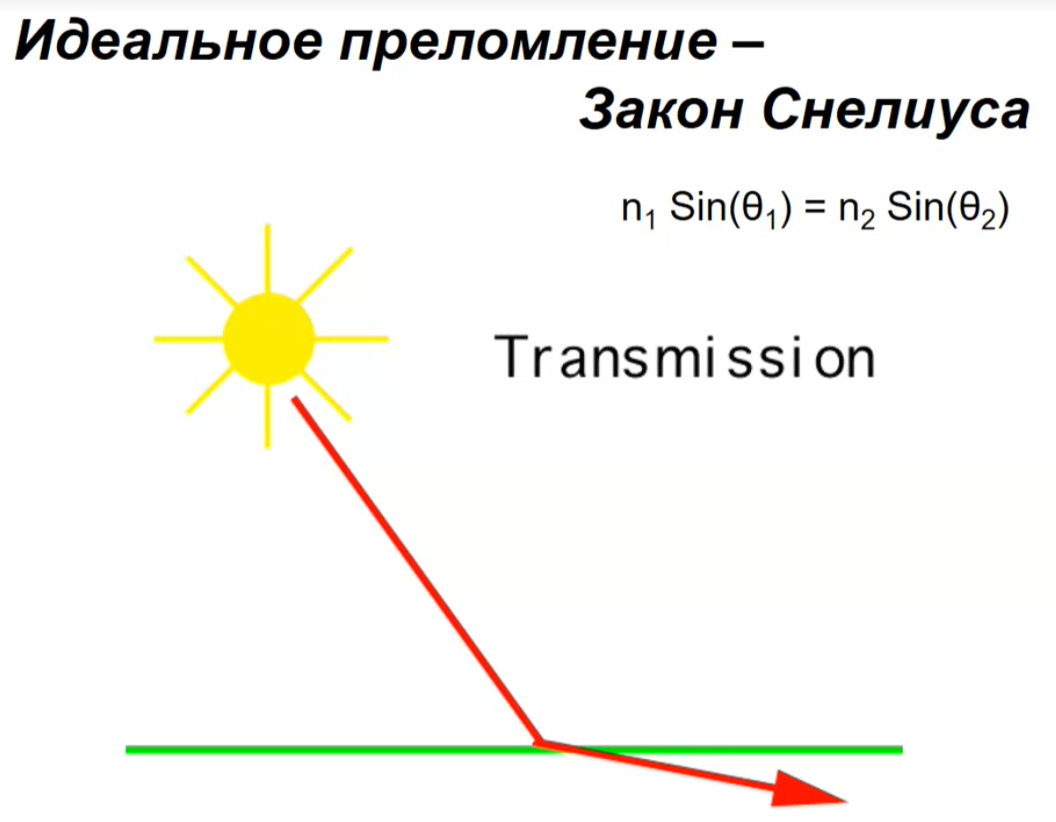 Идеальное преломление –
Закон Снелиуса
n₁ Sin(θ₁) = n₂ Sin(θ₂)
Transmission